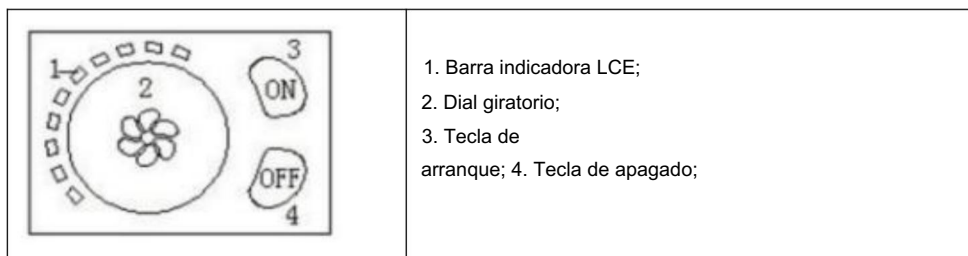 3
1
2
ON
OFF
4
1. Barra indicadora LCE;
2. Dial giratorio;
3. Tecla de
arranque; 4. Tecla de apagado;